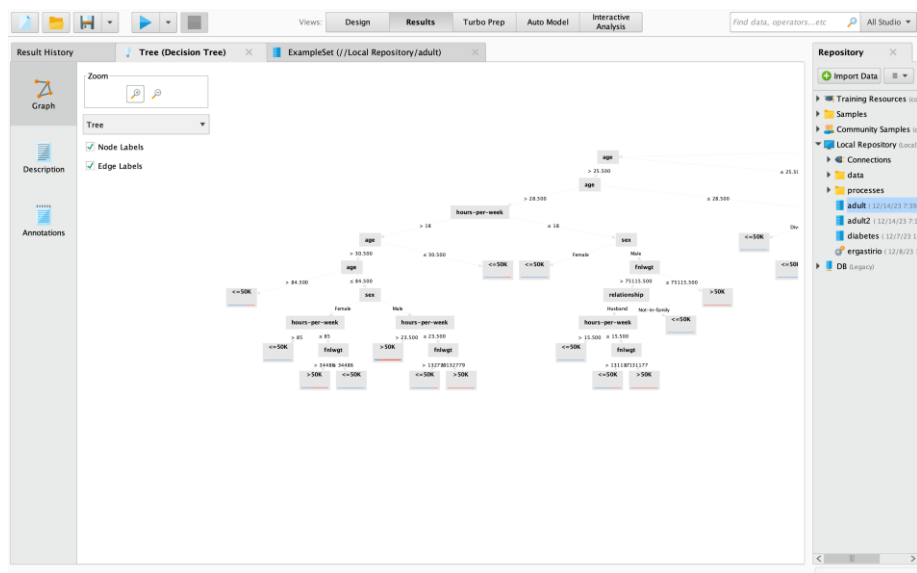 Views:
Design
Results
Turbo Prep
Auto Model
Interactive
Analysis
Find data, operators...etc
All Studio
Result History
Tree (Decision Tree)
ExampleSet (//Local Repository/adult)
Repository
Graph
Description
Annotations
Zoom
Tree
Node Labels
Edge Labels
age
> 25.500
age
> 28.500
≤ 28.500
hours-per-week
> 18
≤ 18
age
sex
<=50K
> 30.500
≤ 30.500
Female
Male
age
<=50K
<=50K
fnlwgt
> 84.500
≤ 84.500
> 75115.500
≤ 75115.500
<=50K
sex
relationship
>50K
Female
Male
Husband
Not-in-family
hours-per-week
hours-per-week
hours-per-week
<=50K
> 85
≤ 85
> 23.500
≤ 23.500
> 15.500
≤ 15.500
<=50K
fnlwgt
>50K
fnlwgt
<=50K
fnlwgt
>50K
<=50K
<=50K
>50K
<=50K
>50K
Import Data
Training Resources
Samples
Community Samples
Local Repository (Local
Connections
data
processes
adult
adult2
diabetes
ergastirio
DB (Legacy)